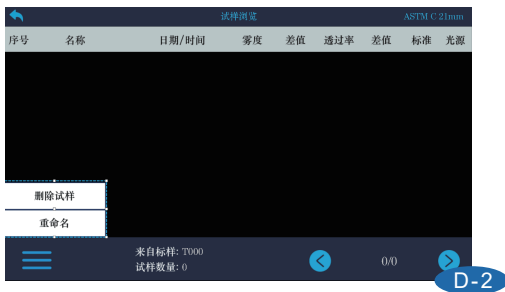 试样浏览 ASTM C 21mm
序号 名称 日期/时间 雾度 差值 透过率 差值 标准 光源
删除试样
重命名
来自标样: T000
试样数量: 0
0/0
D-2